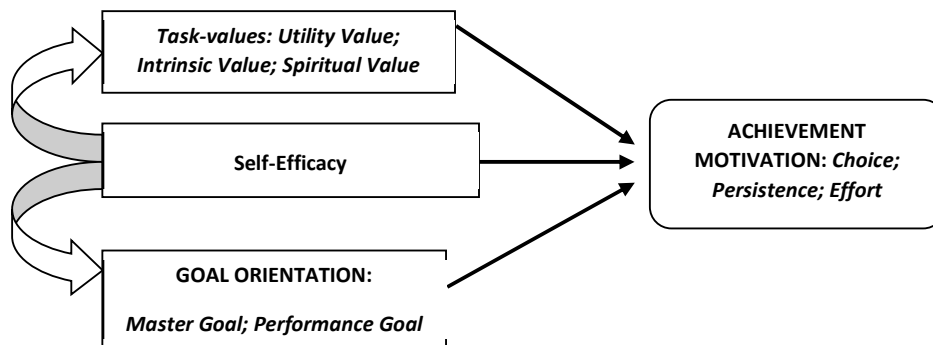 Task-values: Utility Value;
Intrinsic Value; Spiritual Value
Self-Efficacy
GOAL ORIENTATION:
Master Goal; Performance Goal
ACHIEVEMENT
MOTIVATION: Choice;
Persistence; Effort